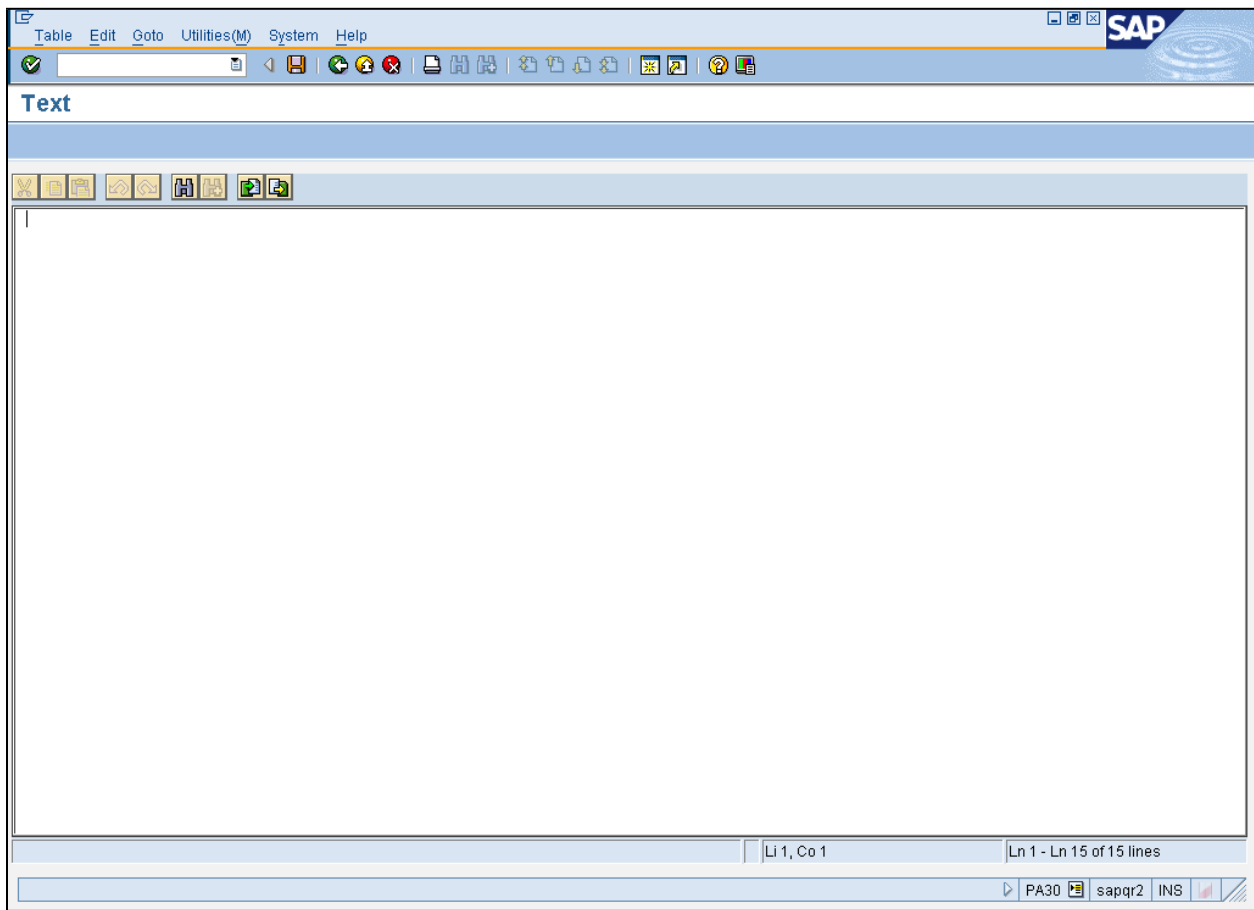 Table Edit Goto Utilities(M) System Help
SAP
Text
Li 1, Co 1 Ln 1 - Ln 15 of 15 lines
PA30 sapqr2 INS